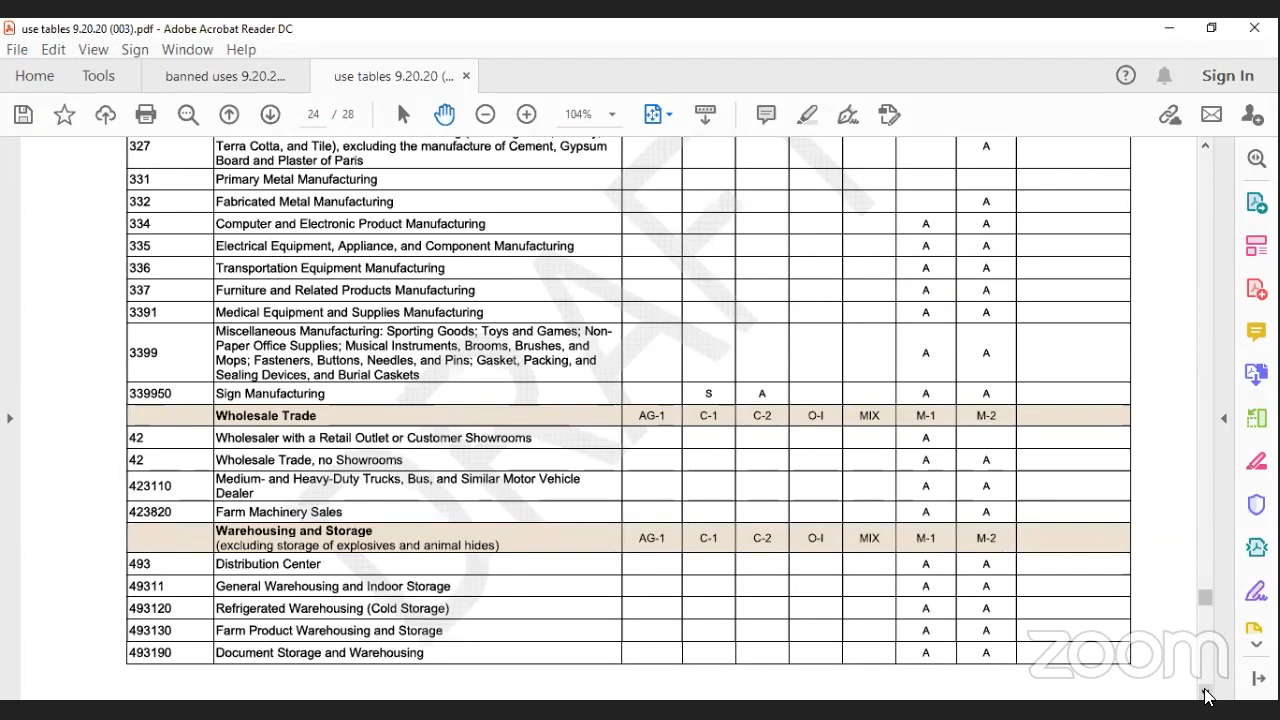 use tables 9.20.20 (003).pdf - Adobe Acrobat Reader DC
File Edit View Sign Window Help
Home Tools banned uses 9.20.2... use tables 9.20.20 (... × Sign In
24 / 28 104%
327 Terra Cotta, and Tile), excluding the manufacture of Cement, Gypsum A
Board and Plaster of Paris
331 Primary Metal Manufacturing
332 Fabricated Metal Manufacturing A
334 Computer and Electronic Product Manufacturing A A
335 Electrical Equipment, Appliance, and Component Manufacturing A A
336 Transportation Equipment Manufacturing A A
337 Furniture and Related Products Manufacturing A A
3391 Medical Equipment and Supplies Manufacturing A A
Miscellaneous Manufacturing: Sporting Goods; Toys and Games; Non-
3399 Paper Office Supplies; Musical Instruments, Brooms, Brushes, and A A
Mops; Fasteners, Buttons, Needles, and Pins; Gasket, Packing, and
Sealing Devices, and Burial Caskets
339950 Sign Manufacturing S A A A
Wholesale Trade AG-1 C-1 C-2 O-I MIX M-1 M-2
42 Wholesaler with a Retail Outlet or Customer Showrooms A
42 Wholesale Trade, no Showrooms A A
423110 Medium- and Heavy-Duty Trucks, Bus, and Similar Motor Vehicle A A
Dealer
423820 Farm Machinery Sales A A
Warehousing and Storage AG-1 C-1 C-2 O-I MIX M-1 M-2
(excluding storage of explosives and animal hides)
493 Distribution Center A A
49311 General Warehousing and Indoor Storage A A
493120 Refrigerated Warehousing (Cold Storage) A A
493130 Farm Product Warehousing and Storage A A
493190 Document Storage and Warehousing A A
DRAFT
zoom